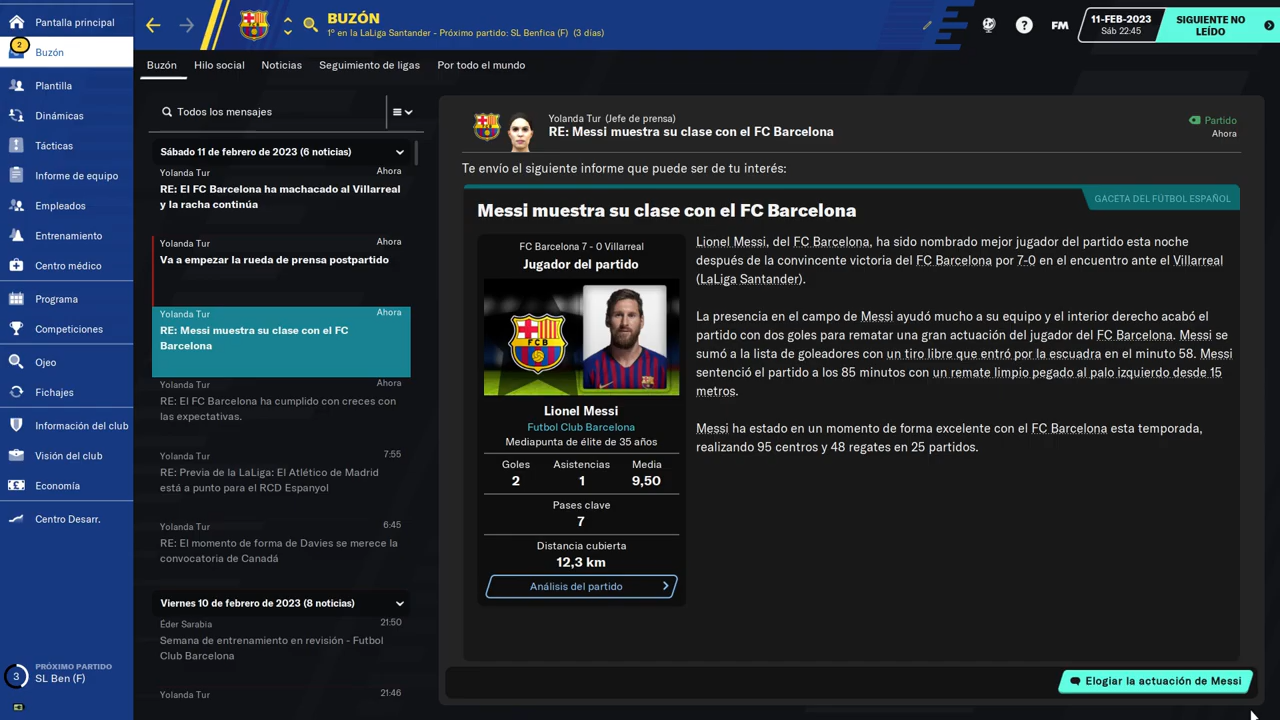 Pantalla principal
2
Buzón
Plantilla
Dinámicas
Tácticas
Informe de equipo
Empleados
Entrenamiento
Centro médico
Programa
Competiciones
Ojeo
Fichajes
Información del club
Visión del club
Economía
Centro Desarr.
3
PRÓXIMO PARTIDO
SL Ben (F)
BUZÓN
1º en la LaLiga Santander - Próximo partido: SL Benfica (F) (3 días)
?
FM
11-FEB-2023
Sáb 22:45
SIGUIENTE NO
LEÍDO
Buzón
Hilo social
Noticias
Seguimiento de ligas
Por todo el mundo
Todos los mensajes
Sábado 11 de febrero de 2023 (6 noticias)
Yolanda Tur Ahora
RE: El FC Barcelona ha machacado al Villarreal
y la racha continúa
Yolanda Tur Ahora
Va a empezar la rueda de prensa postpartido
Yolanda Tur Ahora
RE: Messi muestra su clase con el FC
Barcelona
Yolanda Tur Ahora
RE: El FC Barcelona ha cumplido con creces con
las expectativas.
Yolanda Tur 7:55
RE: Previa de la LaLiga: El Atlético de Madrid
está a punto para el RCD Espanyol
Yolanda Tur 6:45
RE: El momento de forma de Davies se merece la
convocatoria de Canadá
Viernes 10 de febrero de 2023 (8 noticias)
Éder Sarabia 21:50
Semana de entrenamiento en revisión - Futbol
Club Barcelona
Yolanda Tur 21:46
Yolanda Tur (Jefe de prensa)
RE: Messi muestra su clase con el FC Barcelona
Partido
Ahora
Te envío el siguiente informe que puede ser de tu interés:
GACETA DEL FÚTBOL ESPAÑOL
Messi muestra su clase con el FC Barcelona
FC Barcelona 7 - 0 Villarreal
Jugador del partido
FCB
Lionel Messi
Futbol Club Barcelona
Mediapunta de élite de 35 años
Goles Asistencias Media
2 1 9,50
Pases clave
7
Distancia cubierta
12,3 km
Análisis del partido
Lionel Messi, del FC Barcelona, ha sido nombrado mejor jugador del partido esta noche
después de la convincente victoria del FC Barcelona por 7-0 en el encuentro ante el Villarreal
(LaLiga Santander).
La presencia en el campo de Messi ayudó mucho a su equipo y el interior derecho acabó el
partido con dos goles para rematar una gran actuación del jugador del FC Barcelona. Messi se
sumó a la lista de goleadores con un tiro libre que entró por la escuadra en el minuto 58. Messi
sentenció el partido a los 85 minutos con un remate limpio pegado al palo izquierdo desde 15
metros.
Messi ha estado en un momento de forma excelente con el FC Barcelona esta temporada,
realizando 95 centros y 48 regates en 25 partidos.
Elogiar la actuación de Messi